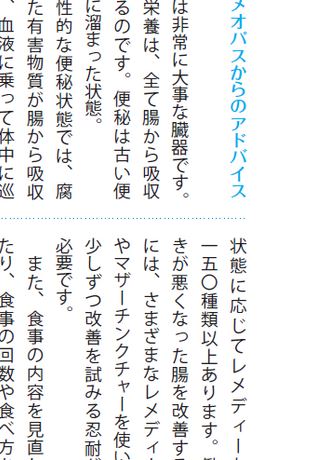 メオパスからのアドバイス
は非常に大事な臓器です。
栄養は、全て腸から吸収
るのです。便秘は古い便
に溜まった状態。
性的な便秘状態では、腐
た有害物質が腸から吸収
、血液に乗って体中に巡
状態に応じてレメディー
一五〇種類以上あります。
きが悪くなった腸を改善す
には、さまざまなレメディ
やマザーチンクチャーを使い
少しずつ改善を試みる忍耐が
必要です。
また、食事の内容を見直し
たり、食事の回数や食べ方